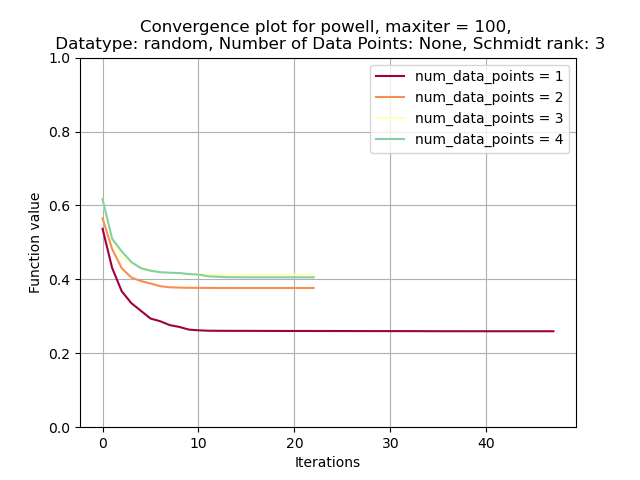 Convergence plot for powell, maxiter = 100,
Datatype: random, Number of Data Points: None, Schmidt rank: 3
1.0
0.8
0.6
0.4
0.2
0.0
Function value
num_data_points = 1
num_data_points = 2
num_data_points = 3
num_data_points = 4
0 10 20 30 40
Iterations